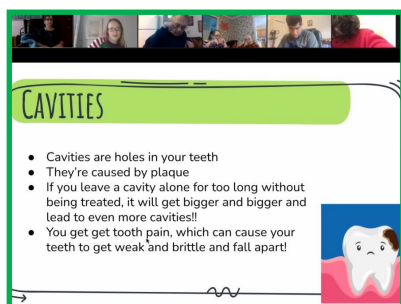 CAVITIES
● Cavities are holes in your teeth
● They're caused by plaque
● If you leave a cavity alone for too long without
being treated, it will get bigger and bigger and
lead to even more cavities!!
● You get get tooth pain, which can cause your
teeth to get weak and brittle and fall apart!